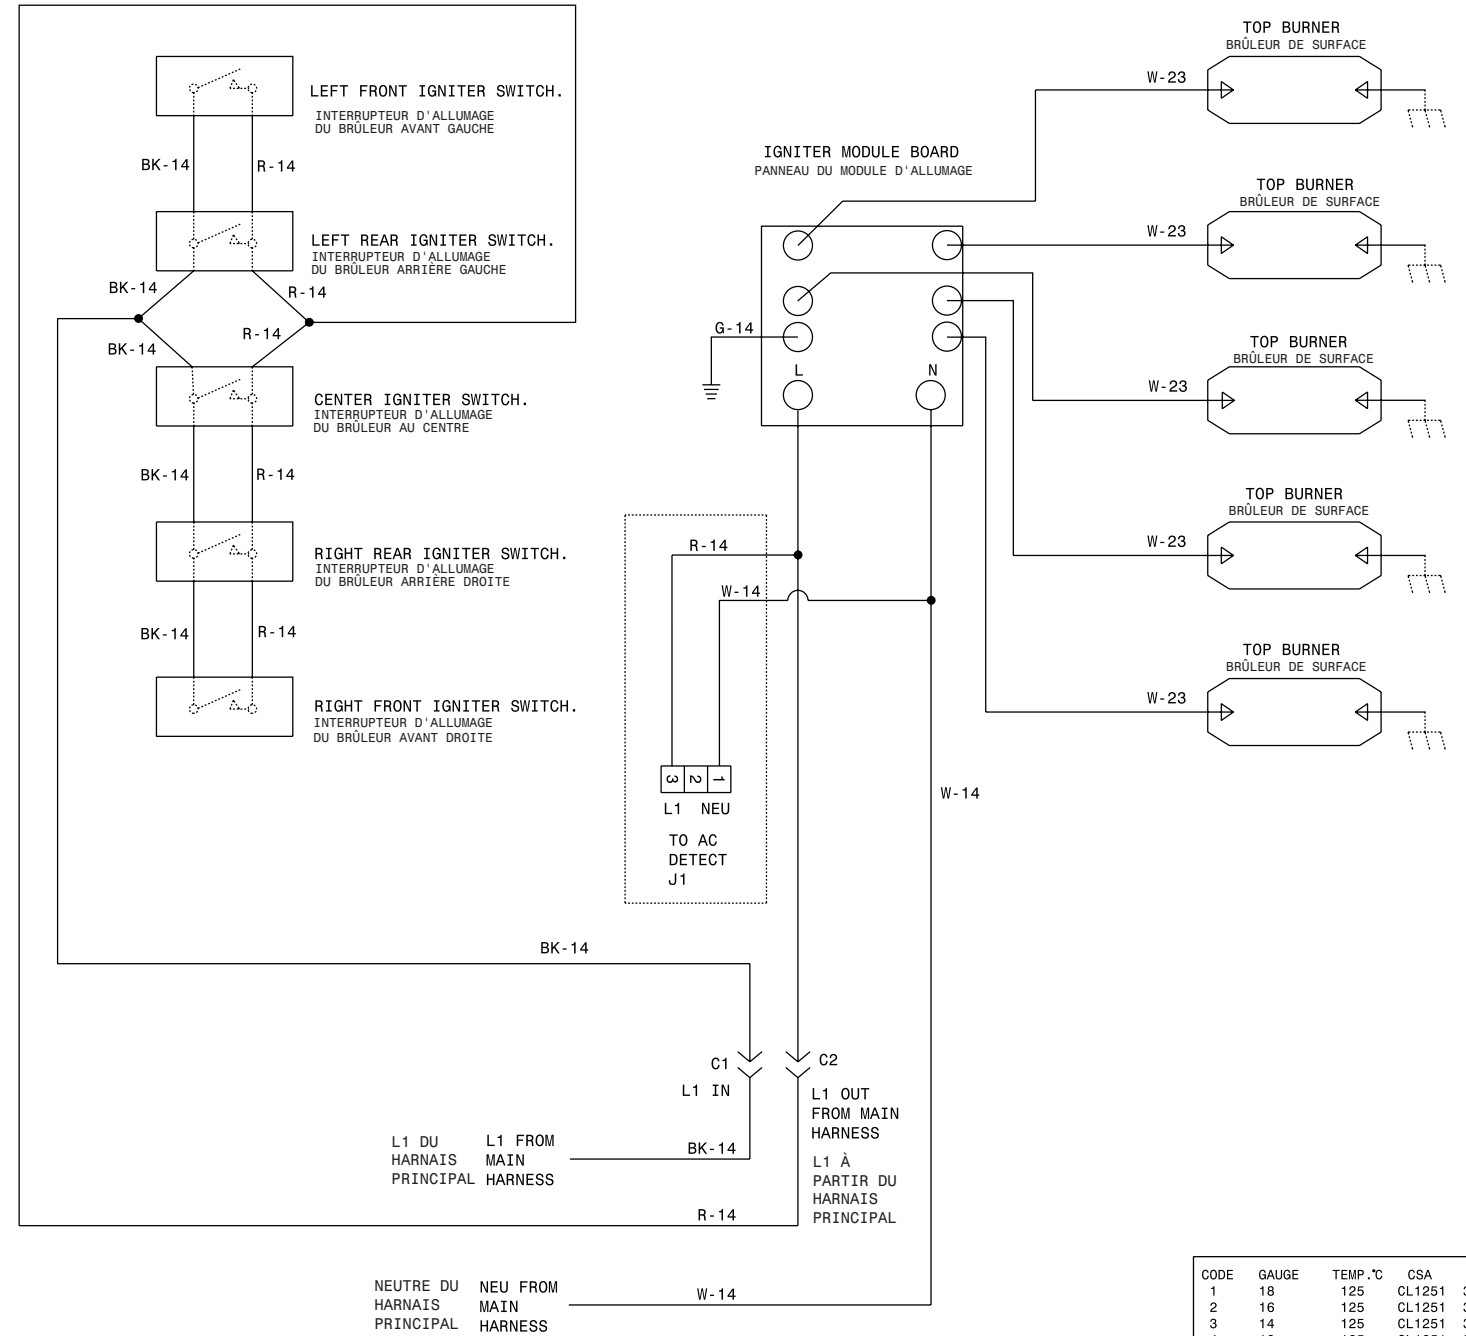 LEFT FRONT IGNITER SWITCH.
INTERRUPTEUR D'ALLUMAGE
DU BRÛLEUR AVANT GAUCHE
BK-14
R-14
LEFT REAR IGNITER SWITCH.
INTERRUPTEUR D'ALLUMAGE
DU BRÛLEUR ARRIÈRE GAUCHE
BK-14
R-14
R-14
BK-14
CENTER IGNITER SWITCH.
INTERRUPTEUR D'ALLUMAGE
DU BRÛLEUR AU CENTRE
BK-14
R-14
RIGHT REAR IGNITER SWITCH.
INTERRUPTEUR D'ALLUMAGE
DU BRÛLEUR ARRIÈRE DROITE
BK-14
R-14
RIGHT FRONT IGNITER SWITCH.
INTERRUPTEUR D'ALLUMAGE
DU BRÛLEUR AVANT DROITE
IGNITER MODULE BOARD
PANNEAU DU MODULE D'ALLUMAGE
G-14
L
N
TOP BURNER
BRÛLEUR DE SURFACE
W-23
TOP BURNER
BRÛLEUR DE SURFACE
W-23
TOP BURNER
BRÛLEUR DE SURFACE
W-23
TOP BURNER
BRÛLEUR DE SURFACE
W-23
TOP BURNER
BRÛLEUR DE SURFACE
W-23
R-14
W-14
3 2 1
L1 NEU
TO AC
DETECT
J1
W-14
BK-14
C1
C2
L1 IN
L1 OUT
FROM MAIN
HARNESS
L1 À
PARTIR DU
HARNAIS
PRINCIPAL
L1 DU
HARNAIS
PRINCIPAL
L1 FROM
MAIN
HARNESS
BK-14
R-14
NEUTRE DU
HARNAIS
PRINCIPAL
NEU FROM
MAIN
HARNESS
W-14
CODE GAUGE TEMP.°C CSA
1 18 125 CL1251
2 16 125 CL1251
3 14 125 CL1251